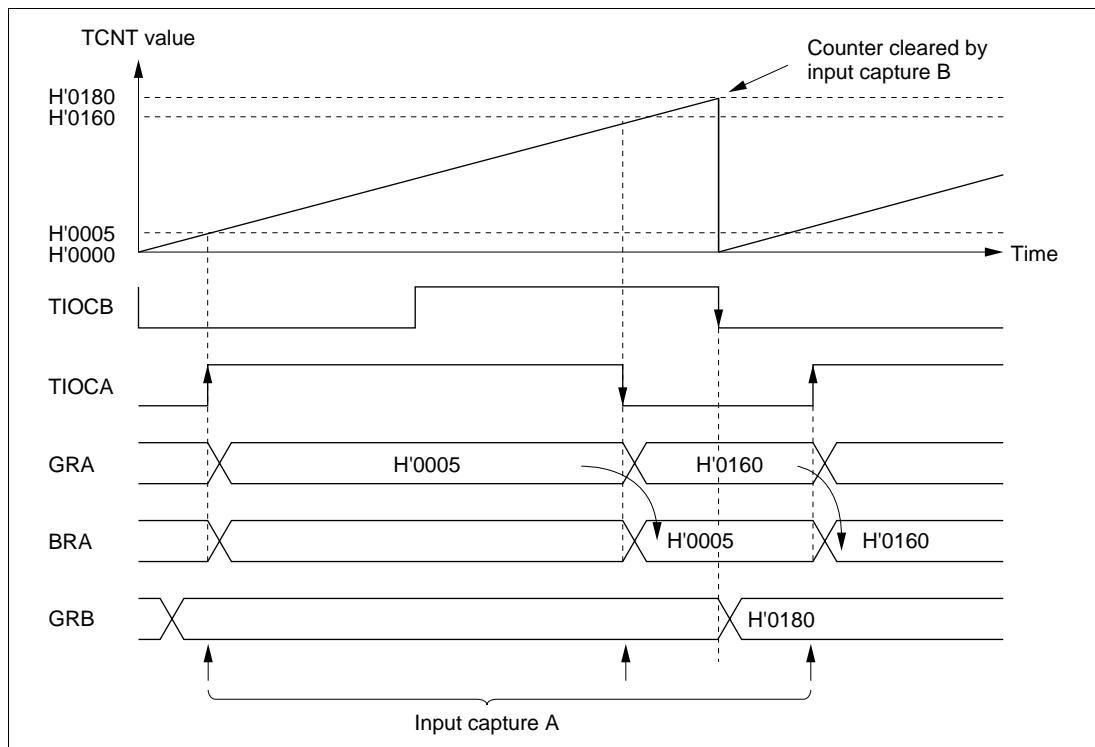 TCNT value
Counter cleared by
input capture B
H'0180
H'0160
H'0005
H'0000
Time
TIOCB
TIOCA
GRA
H'0005
H'0160
BRA
H'0005
H'0160
GRB
H'0180
Input capture A